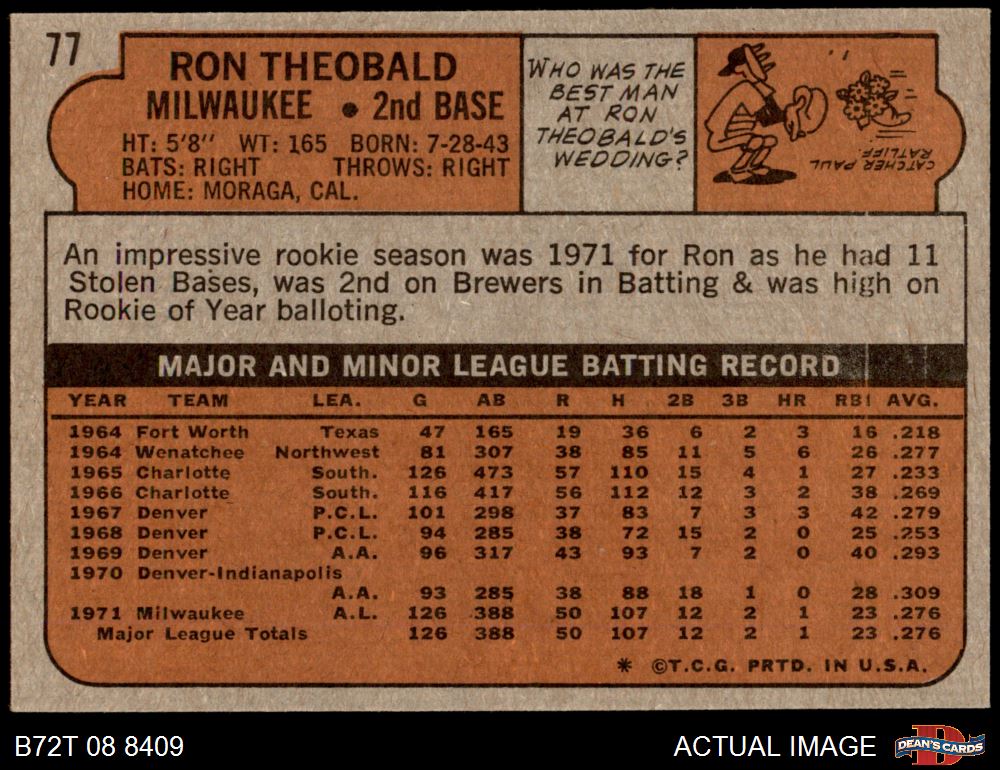 77
RON THEOBALD
MILWAUKEE • 2nd BASE
HT: 5'8" WT: 165 BORN: 7-28-43
BATS: RIGHT THROWS: RIGHT
HOME: MORAGA, CAL.
WHO WAS THE
BEST MAN
AT RON
THEOBALD'S
WEDDING?
CATCHER PAUL
RATLIFF.
An impressive rookie season was 1971 for Ron as he had 11
Stolen Bases, was 2nd on Brewers in Batting & was high on
Rookie of Year balloting.
MAJOR AND MINOR LEAGUE BATTING RECORD
YEAR TEAM LEA. G AB R H 2B 3B HR RBI AVG.
1964 Fort Worth Texas 47 165 19 36 6 2 3 16 .218
1964 Wenatchee Northwest 81 307 38 85 11 5 6 26 .277
1965 Charlotte South. 126 473 57 110 15 4 1 27 .233
1966 Charlotte South. 116 417 56 112 12 3 2 38 .269
1967 Denver P.C.L. 101 298 37 83 7 3 3 42 .279
1968 Denver P.C.L. 94 285 38 72 15 2 0 25 .253
1969 Denver A.A. 96 317 43 93 7 2 0 40 .293
1970 Denver-Indianapolis
A.A. 93 285 38 88 18 1 0 28 .309
1971 Milwaukee A.L. 126 388 50 107 12 2 1 23 .276
Major League Totals 126 388 50 107 12 2 1 23 .276
* ©T.C.G. PRTD. IN U.S.A.
B72T 08 8409
ACTUAL IMAGE
D
DEAN'S CARDS